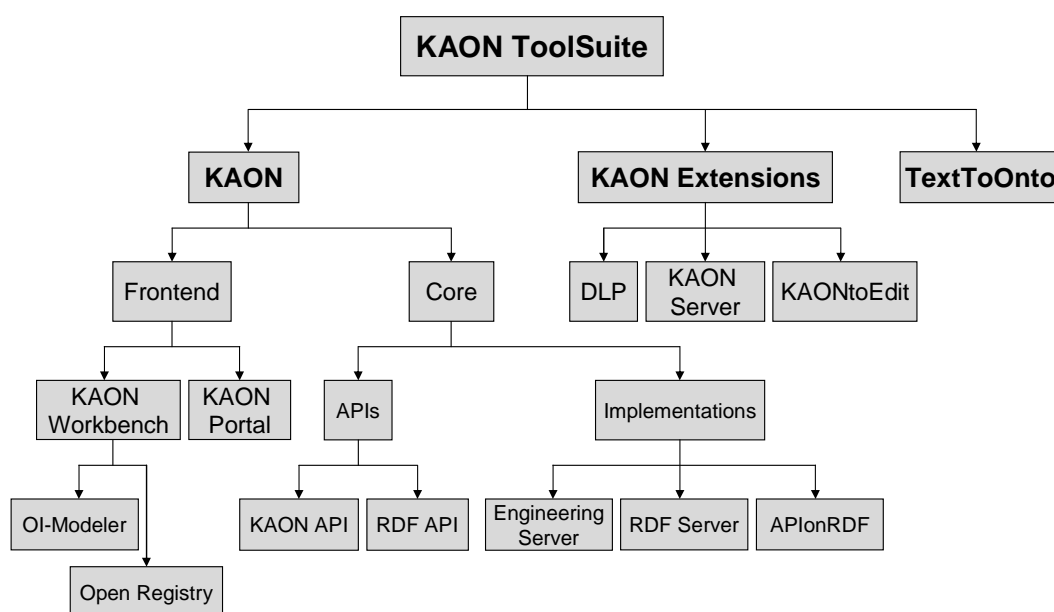 KAON ToolSuite
KAON
KAON Extensions
TextToOnto
Frontend
Core
DLP
KAON
Server
KAONtoEdit
KAON
Workbench
KAON
Portal
APIs
Implementations
OI-Modeler
KAON API
RDF API
Engineering
Server
RDF Server
APIonRDF
Open Registry